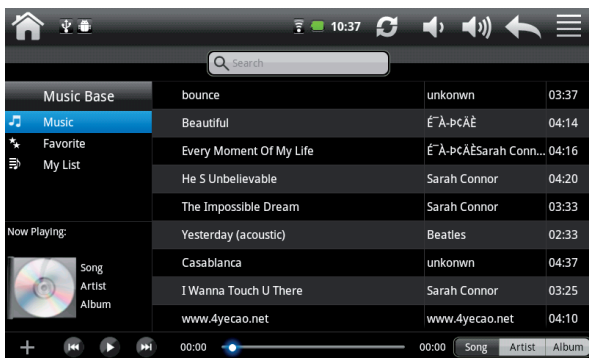 10:37
Search
Music Base
Music
Favorite
My List
Now Playing:
Song
Artist
Album
bounce unkonwn 03:37
Beautiful É¯À-Þ¢ÄÈ 04:14
Every Moment Of My Life É¯À-Þ¢ÄÈSarah Conn... 04:16
He S Unbelievable Sarah Connor 04:20
The Impossible Dream Sarah Connor 03:33
Yesterday (acoustic) Beatles 02:33
Casablanca unkonwn 04:37
I Wanna Touch U There Sarah Connor 03:25
www.4yecao.net www.4yecao.net 04:10
00:00 00:00 Song Artist Album